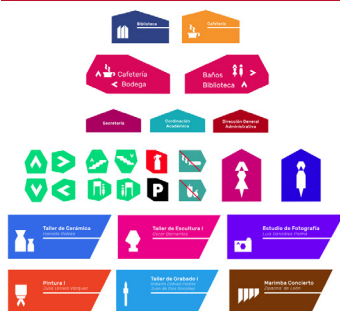 Biblioteca
Cafetería
Cafetería
Bodega
Baños
Biblioteca
Secretaría
Cordinación
Académica
Dirección General
Administrativa
P
Taller de Cerámica
Taller de Escultura I
Estudio de Fotografía
Pintura I
Taller de Grabado I
Marimba Concierto